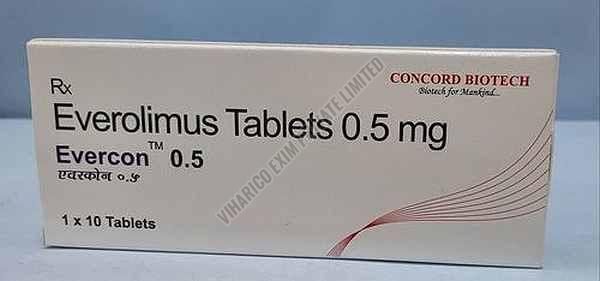 Rx
CONCORD BIOTECH
Biotech for Mankind...
Everolimus Tablets 0.5 mg
Evercon™ 0.5
एवरकोन ०.५
1 x 10 Tablets
VIHARICO EXIM PRIVATE LIMITED